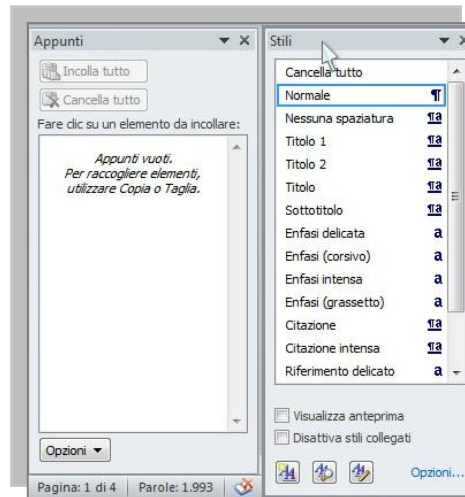 Appunti
Incolla tutto
Cancella tutto
Fare clic su un elemento da incollare:
Appunti vuoti.
Per raccogliere elementi,
utilizzare Copia o Taglia.
Opzioni
Pagina: 1 di 4 Parole: 1.993
Stili
Cancella tutto
Normale ¶
Nessuna spaziatura ¶a
Titolo 1 ¶a
Titolo 2 ¶a
Titolo ¶a
Sottotitolo ¶a
Enfasi delicata a
Enfasi (corsivo) a
Enfasi intensa a
Enfasi (grassetto) a
Citazione ¶a
Citazione intensa ¶a
Riferimento delicato a
Visualizza anteprima
Disattiva stili collegati
Opzioni...